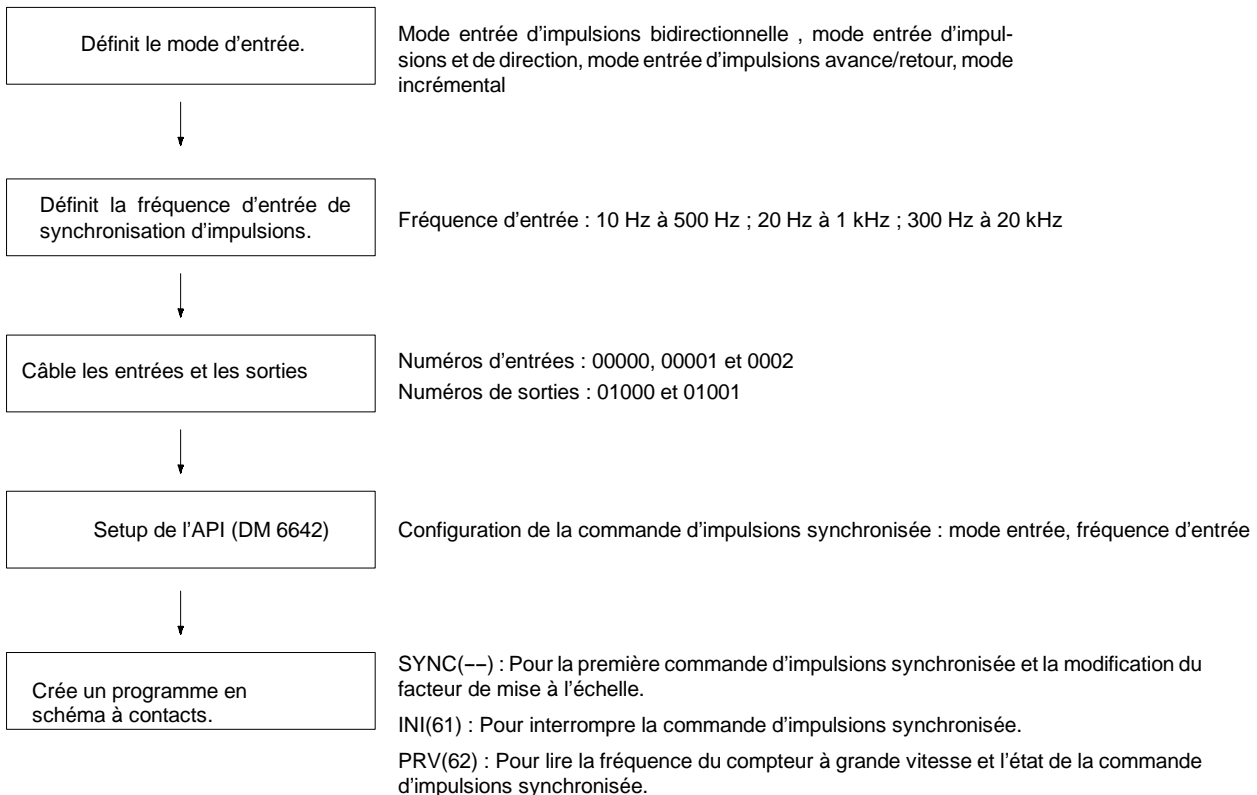 Définit le mode d'entrée.
Mode entrée d'impulsions bidirectionnelle , mode entrée d'impul-
sions et de direction, mode entrée d'impulsions avance/retour, mode
incrémental
Définit la fréquence d'entrée de
synchronisation d'impulsions.
Fréquence d'entrée : 10 Hz à 500 Hz ; 20 Hz à 1 kHz ; 300 Hz à 20 kHz
Câble les entrées et les sorties
Numéros d'entrées : 00000, 00001 et 0002
Numéros de sorties : 01000 et 01001
Setup de l'API (DM 6642)
Configuration de la commande d'impulsions synchronisée : mode entrée, fréquence d'entrée
Crée un programme en
schéma à contacts.
SYNC(––) : Pour la première commande d'impulsions synchronisée et la modification du
facteur de mise à l'échelle.
INI(61) : Pour interrompre la commande d'impulsions synchronisée.
PRV(62) : Pour lire la fréquence du compteur à grande vitesse et l'état de la commande
d'impulsions synchronisée.